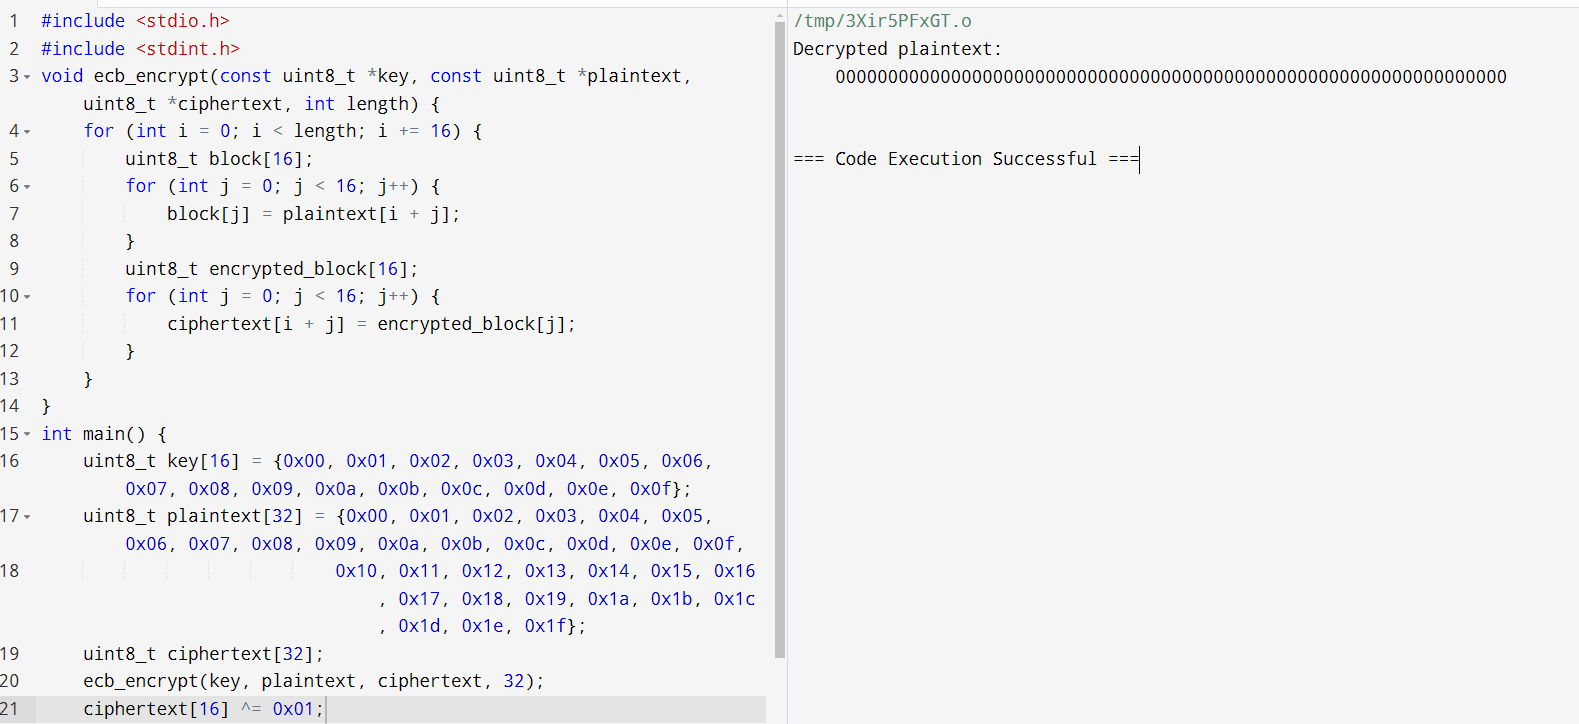 1 #include <stdio.h>
2 #include <stdint.h>
3 void ecb_encrypt(const uint8_t *key, const uint8_t *plaintext,
uint8_t *ciphertext, int length) {
4 for (int i = 0; i < length; i += 16) {
5 uint8_t block[16];
6 for (int j = 0; j < 16; j++) {
7 block[j] = plaintext[i + j];
8 }
9 uint8_t encrypted_block[16];
10 for (int j = 0; j < 16; j++) {
11 ciphertext[i + j] = encrypted_block[j];
12 }
13 }
14 }
15 int main() {
16 uint8_t key[16] = {0x00, 0x01, 0x02, 0x03, 0x04, 0x05, 0x06,
0x07, 0x08, 0x09, 0x0a, 0x0b, 0x0c, 0x0d, 0x0e, 0x0f};
17 uint8_t plaintext[32] = {0x00, 0x01, 0x02, 0x03, 0x04, 0x05,
0x06, 0x07, 0x08, 0x09, 0x0a, 0x0b, 0x0c, 0x0d, 0x0e, 0x0f,
18 0x10, 0x11, 0x12, 0x13, 0x14, 0x15, 0x16
, 0x17, 0x18, 0x19, 0x1a, 0x1b, 0x1c
, 0x1d, 0x1e, 0x1f};
19 uint8_t ciphertext[32];
20 ecb_encrypt(key, plaintext, ciphertext, 32);
21 ciphertext[16] ^= 0x01;
/tmp/3Xir5PFxGT.o
Decrypted plaintext:
0000000000000000000000000000000000000000000000000000000000000000
=== Code Execution Successful ===